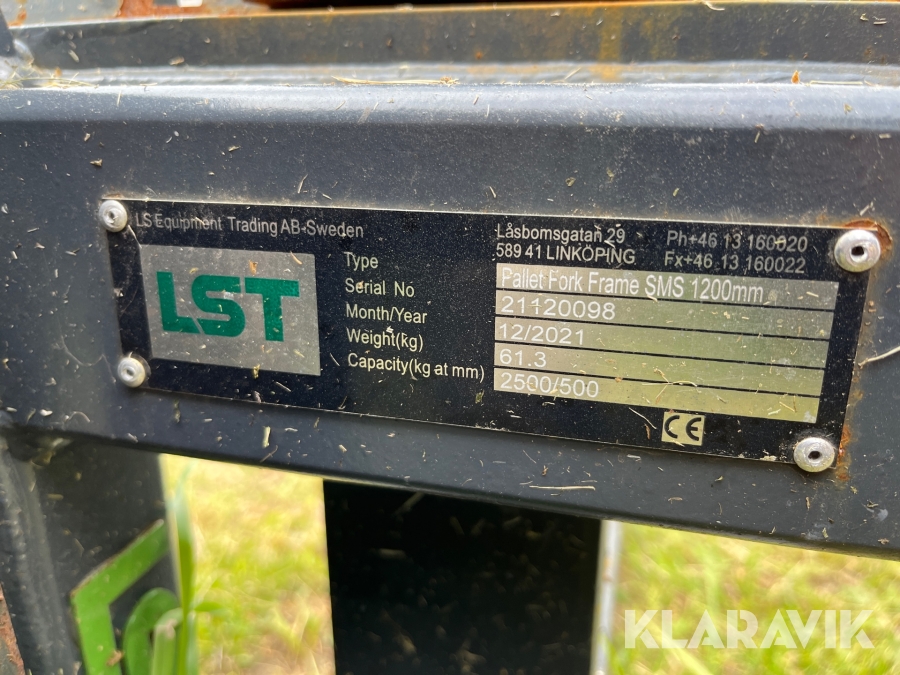 LS Equipment Trading AB-Sweden
Låsbomsgatan 29
589 41 LINKÖPING
Ph+46 13 160020
Fx+46 13 160022
LST
Type Pallet Fork Frame SMS 1200mm
Serial No 21120098
Month/Year 12/2021
Weight(kg) 61.3
Capacity(kg at mm) 2500/500
CE
KLARAVIK